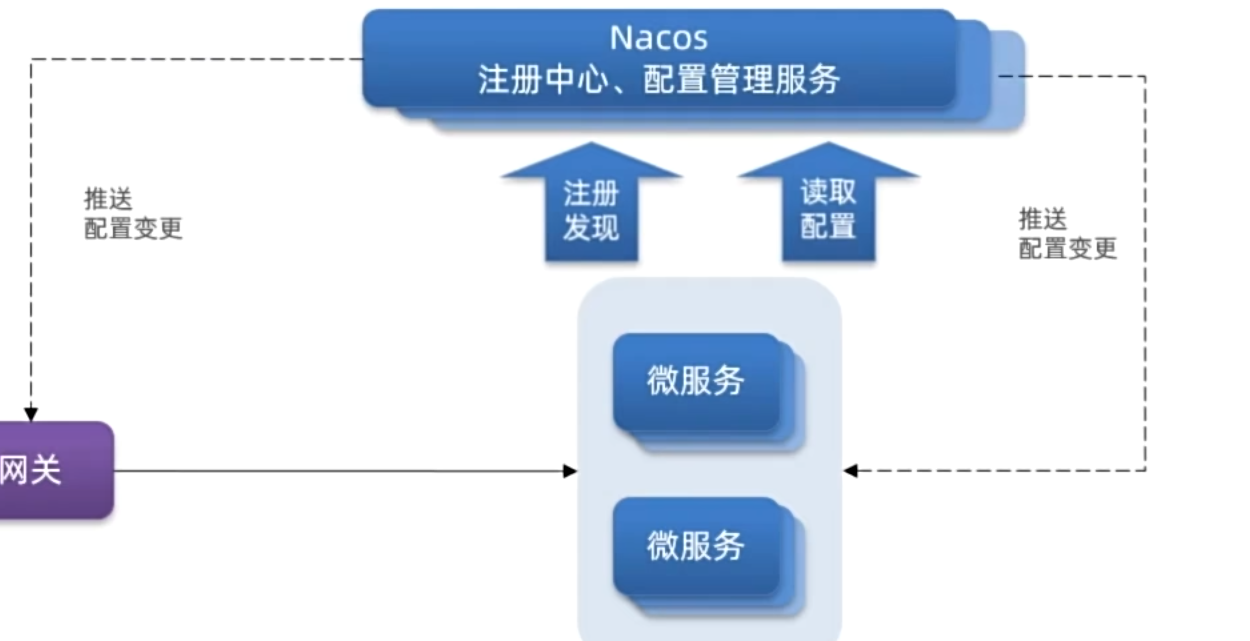 Nacos
注册中心、配置管理服务
注册
发现
读取
配置
推送
配置变更
推送
配置变更
微服务
网关
微服务